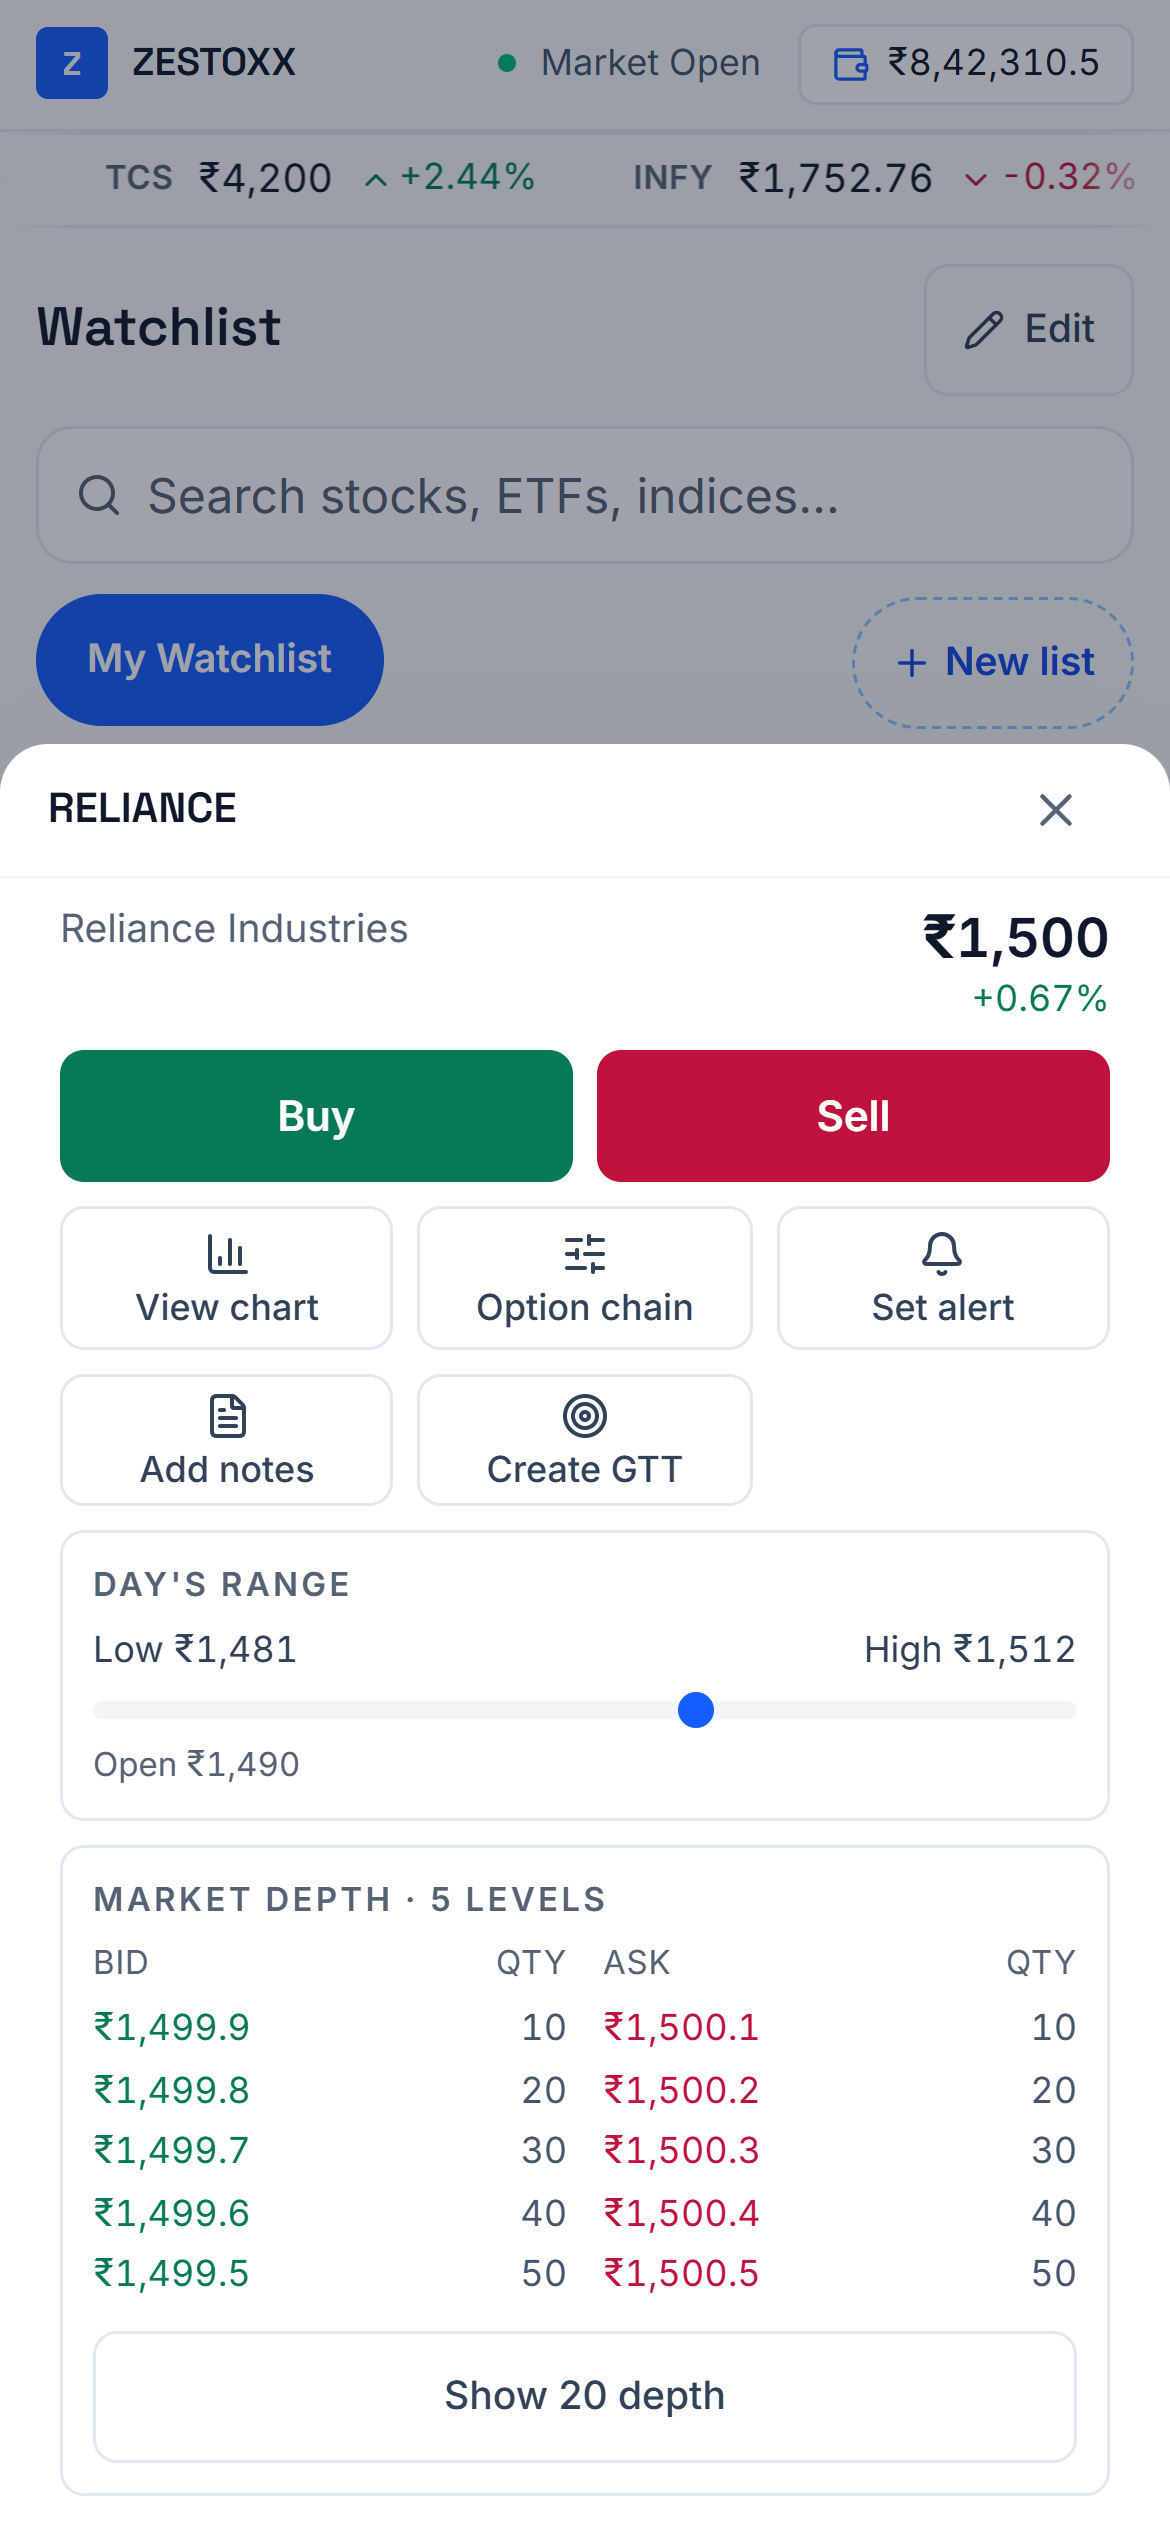 Z ZESTOXX Market Open ₹8,42,310.5
TCS ₹4,200 +2.44% INFY ₹1,752.76 -0.32%
Watchlist Edit
Search stocks, ETFs, indices...
My Watchlist + New list
RELIANCE
Reliance Industries ₹1,500
+0.67%
Buy Sell
View chart Option chain Set alert
Add notes Create GTT
DAY'S RANGE
Low ₹1,481 High ₹1,512
Open ₹1,490
MARKET DEPTH · 5 LEVELS
BID QTY ASK QTY
₹1,499.9 10 ₹1,500.1 10
₹1,499.8 20 ₹1,500.2 20
₹1,499.7 30 ₹1,500.3 30
₹1,499.6 40 ₹1,500.4 40
₹1,499.5 50 ₹1,500.5 50
Show 20 depth